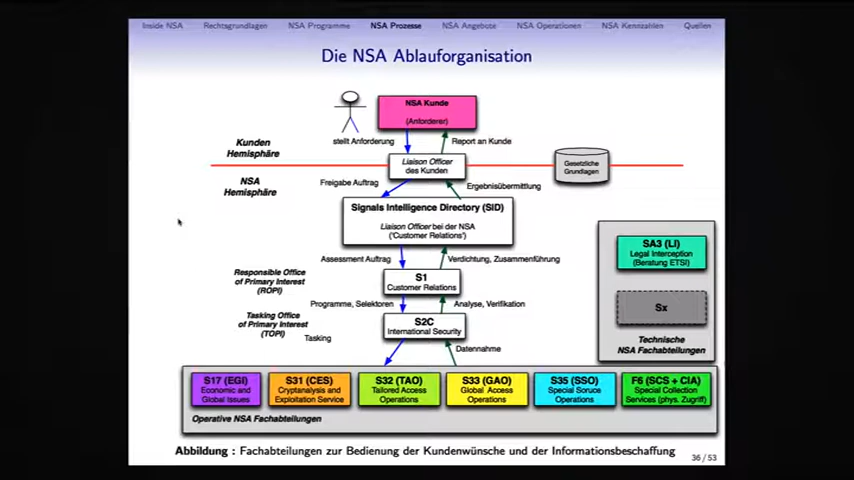 Inside NSA Rechtsgrundlagen NSA Programme NSA Prozesse NSA Angebote NSA Operationen NSA Kennzahlen Quellen
Die NSA Ablauforganisation
NSA Kunde
(Anforderer)
stellt Anforderung
Report an Kunde
Kunden
Hemisphäre
Liaison Officer
des Kunden
Gesetzliche
Grundlagen
NSA
Hemisphäre
Freigabe Auftrag
Ergebnisübermittlung
Signals Intelligence Directory (SID)
Liaison Officer bei der NSA
('Customer Relations')
Assessment Auftrag
Verdichtung, Zusammenführung
Responsible Office
of Primary Interest
(ROPI)
S1
Customer Relations
Programme, Selektoren
Analyse, Verifikation
Tasking Office
of Primary Interest
(TOPI)
S2C
International Security
Tasking
Datennahme
SA3 (LI)
Legal Interception
(Beratung ETSI)
Sx
Technische
NSA Fachabteilungen
S17 (EGI)
Economic and
Global Issues
S31 (CES)
Cryptanalysis and
Exploitation Service
S32 (TAO)
Tailored Access
Operations
S33 (GAO)
Global Access
Operations
S35 (SSO)
Special Soruce
Operations
F6 (SCS + CIA)
Special Collection
Services (phys. Zugriff)
Operative NSA Fachabteilungen
Abbildung : Fachabteilungen zur Bedienung der Kundenwünsche und der Informationsbeschaffung
36 / 53